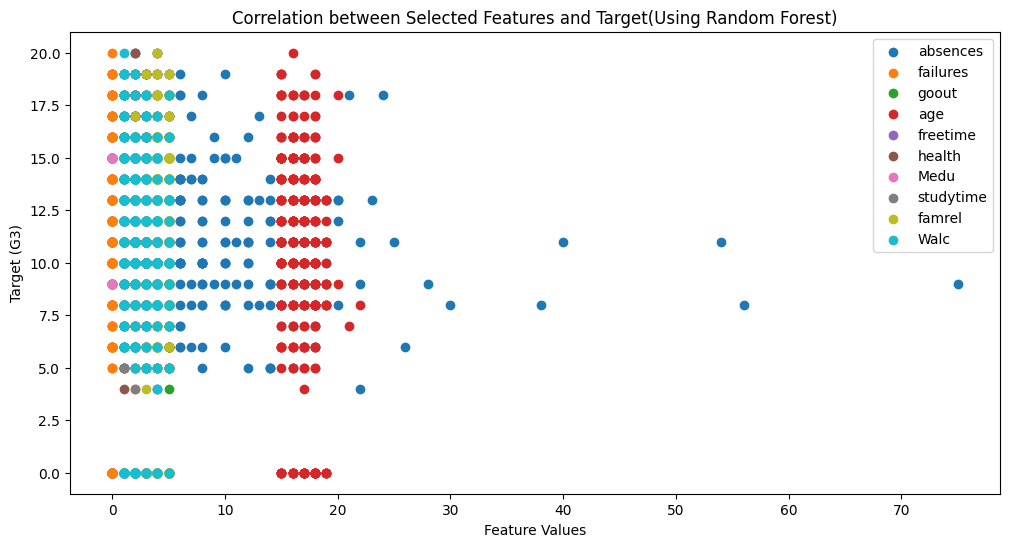 Correlation between Selected Features and Target(Using Random Forest)
20.0
17.5
15.0
12.5
10.0
7.5
5.0
2.5
0.0
Target (G3)
absences
failures
goout
age
freetime
health
Medu
studytime
famrel
Walc
0 10 20 30 40 50 60 70
Feature Values